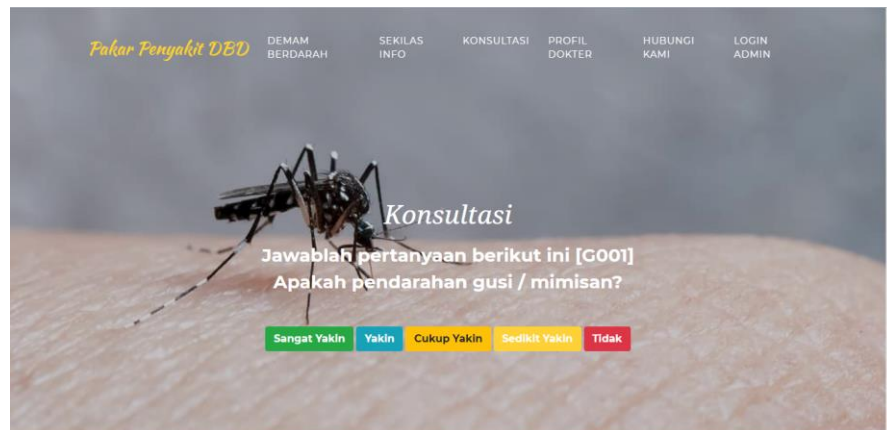 Pakar Penyakit DBD
DEMAM
BERDARAH
SEKILAS
INFO
KONSULTASI
PROFIL
DOKTER
HUBUNGI
KAMI
LOGIN
ADMIN
Konsultasi
Jawablah pertanyaan berikut ini [G001]
Apakah pendarahan gusi / mimisan?
Sangat Yakin
Yakin
Cukup Yakin
Sedikit Yakin
Tidak